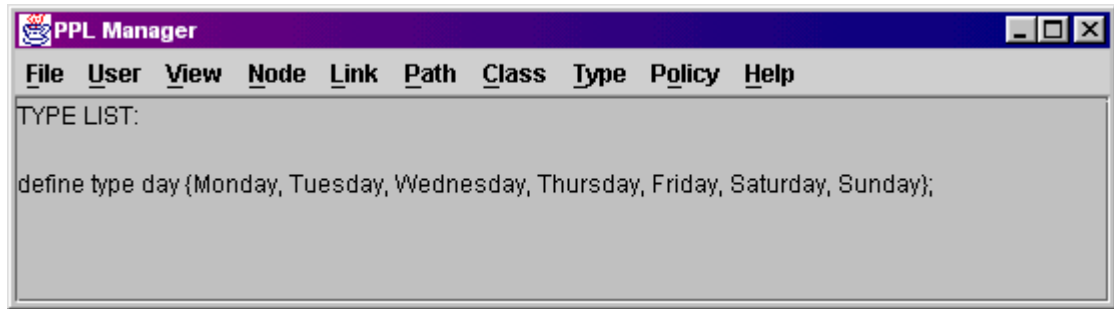 PPL Manager
File User View Node Link Path Class Type Policy Help
TYPE LIST:
define type day {Monday, Tuesday, Wednesday, Thursday, Friday, Saturday, Sunday};